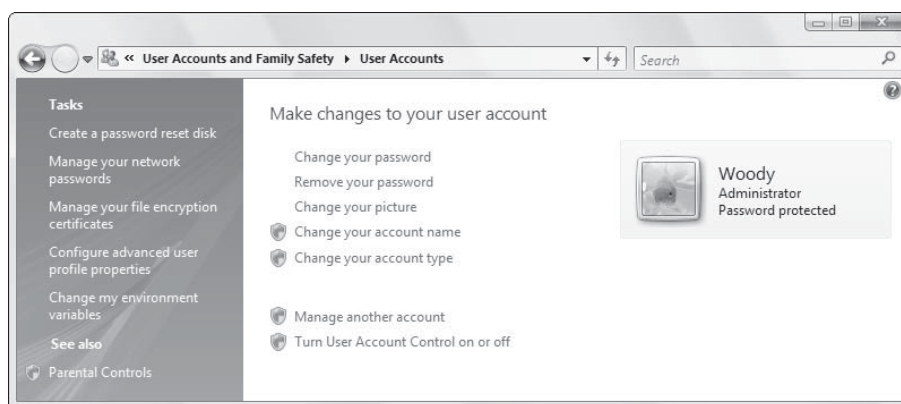 « User Accounts and Family Safety ▸ User Accounts
Search
Tasks
Create a password reset disk
Manage your network
passwords
Manage your file encryption
certificates
Configure advanced user
profile properties
Change my environment
variables
See also
Parental Controls
Make changes to your user account
Change your password
Remove your password
Change your picture
Change your account name
Change your account type
Manage another account
Turn User Account Control on or off
Woody
Administrator
Password protected